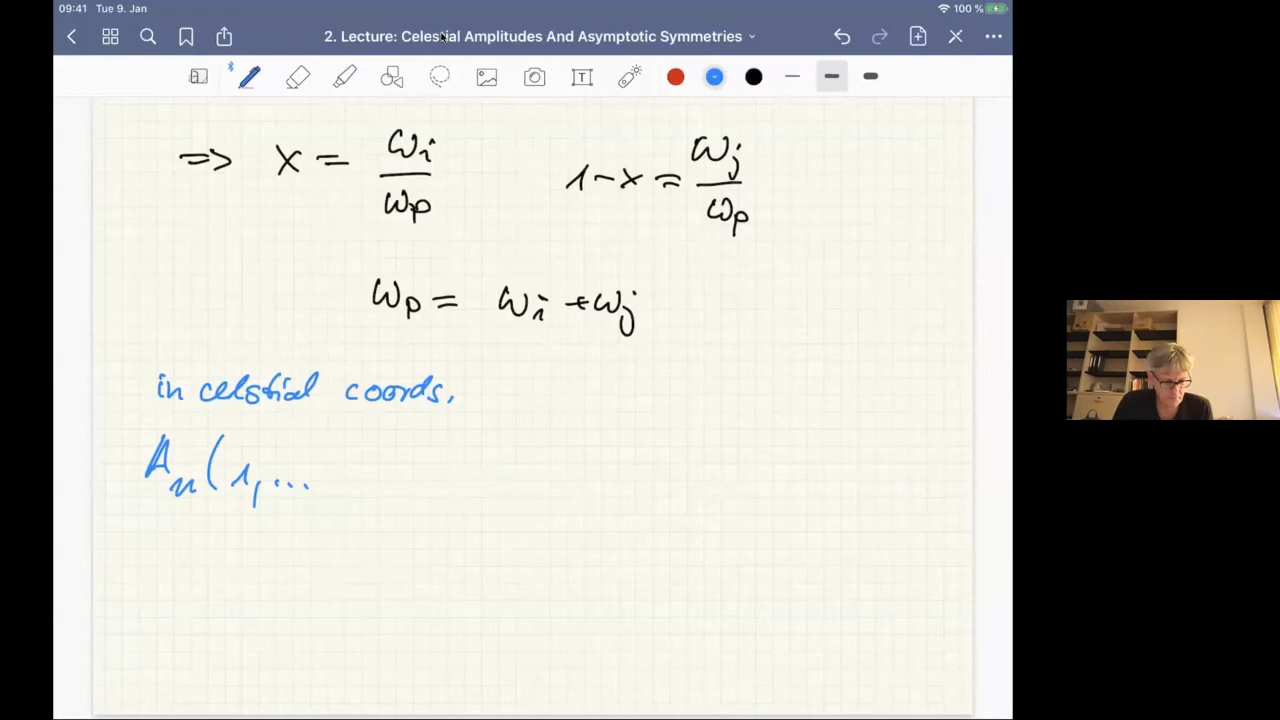 09:41 Tue 9. Jan
100 %
2. Lecture: Celestial Amplitudes And Asymptotic Symmetries
=> x = ωi / ωp 1-x = ωj / ωp
ωp = ωi + ωj
in celestial coords.
An(1, ...